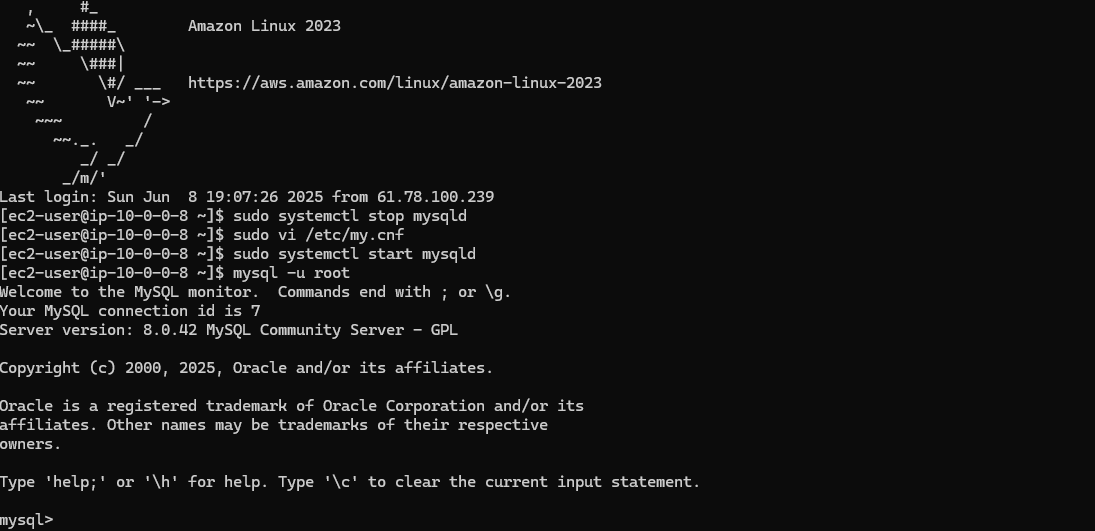 ,     #_
   ~\_  ####_        Amazon Linux 2023
  ~~  \_#####\
  ~~     \###|
  ~~       \#/ ___   https://aws.amazon.com/linux/amazon-linux-2023
   ~~       V~' '->
    ~~~         /
      ~~._.   _/
         _/ _/
       _/m/'
Last login: Sun Jun  8 19:07:26 2025 from 61.78.100.239
[ec2-user@ip-10-0-0-8 ~]$ sudo systemctl stop mysqld
[ec2-user@ip-10-0-0-8 ~]$ sudo vi /etc/my.cnf
[ec2-user@ip-10-0-0-8 ~]$ sudo systemctl start mysqld
[ec2-user@ip-10-0-0-8 ~]$ mysql -u root
Welcome to the MySQL monitor.  Commands end with ; or \g.
Your MySQL connection id is 7
Server version: 8.0.42 MySQL Community Server - GPL

Copyright (c) 2000, 2025, Oracle and/or its affiliates.

Oracle is a registered trademark of Oracle Corporation and/or its
affiliates. Other names may be trademarks of their respective
owners.

Type 'help;' or '\h' for help. Type '\c' to clear the current input statement.

mysql>